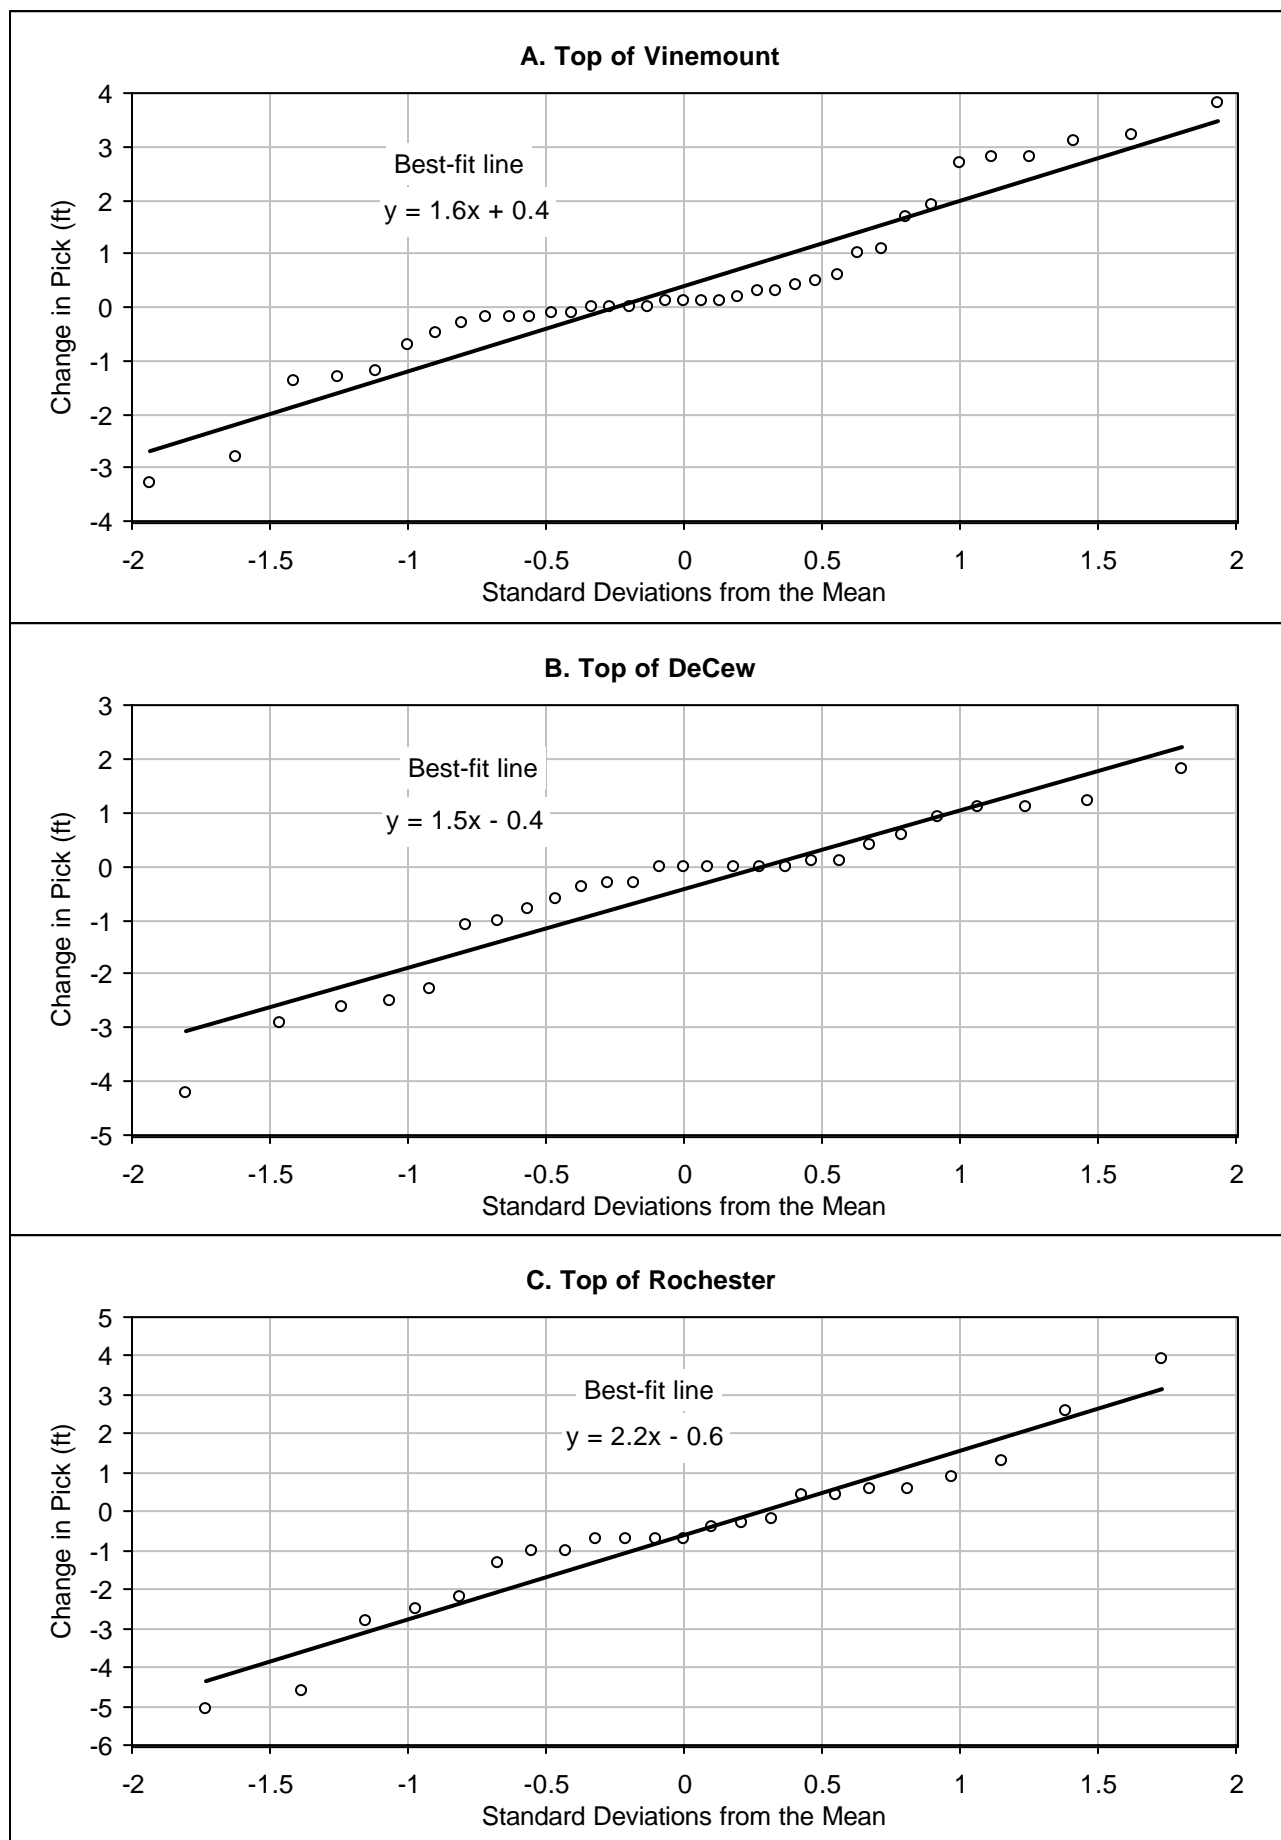 A. Top of Vinemount
4
3
2
1
0
-1
-2
-3
-4
Change in Pick (ft)
Best-fit line
y = 1.6x + 0.4
-2 -1.5 -1 -0.5 0 0.5 1 1.5 2
Standard Deviations from the Mean
B. Top of DeCew
3
2
1
0
-1
-2
-3
-4
-5
Change in Pick (ft)
Best-fit line
y = 1.5x - 0.4
-2 -1.5 -1 -0.5 0 0.5 1 1.5 2
Standard Deviations from the Mean
C. Top of Rochester
5
4
3
2
1
0
-1
-2
-3
-4
-5
-6
Change in Pick (ft)
Best-fit line
y = 2.2x - 0.6
-2 -1.5 -1 -0.5 0 0.5 1 1.5 2
Standard Deviations from the Mean